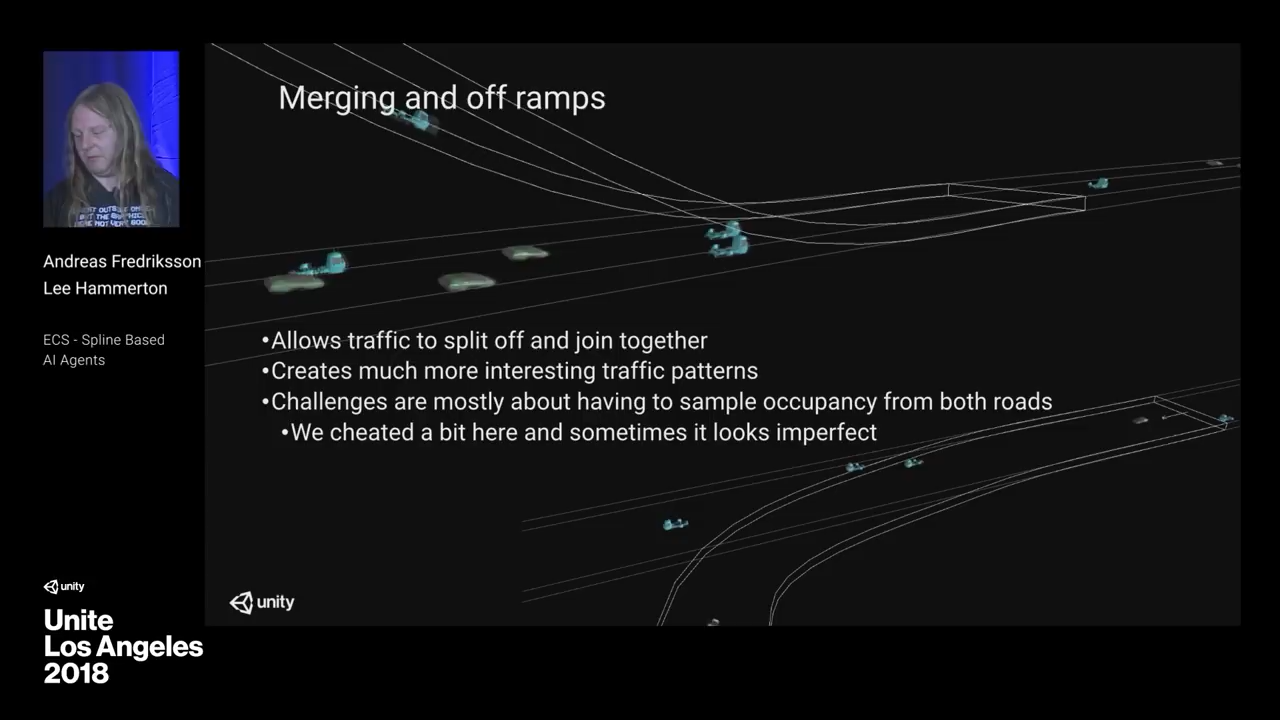 Merging and off ramps
•Allows traffic to split off and join together
•Creates much more interesting traffic patterns
•Challenges are mostly about having to sample occupancy from both roads
•We cheated a bit here and sometimes it looks imperfect
unity
Andreas Fredriksson
Lee Hammerton
ECS - Spline Based
AI Agents
unity
Unite
Los Angeles
2018